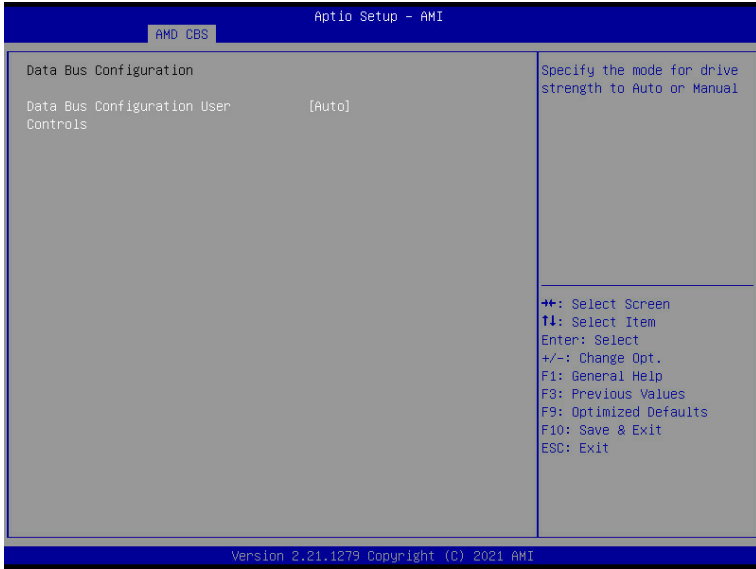 Aptio Setup – AMI
AMD CBS
Data Bus Configuration
Data Bus Configuration User [Auto]
Controls
Specify the mode for drive
strength to Auto or Manual
→←: Select Screen
↑↓: Select Item
Enter: Select
+/-: Change Opt.
F1: General Help
F3: Previous Values
F9: Optimized Defaults
F10: Save & Exit
ESC: Exit
Version 2.21.1279 Copyright (C) 2021 AMI